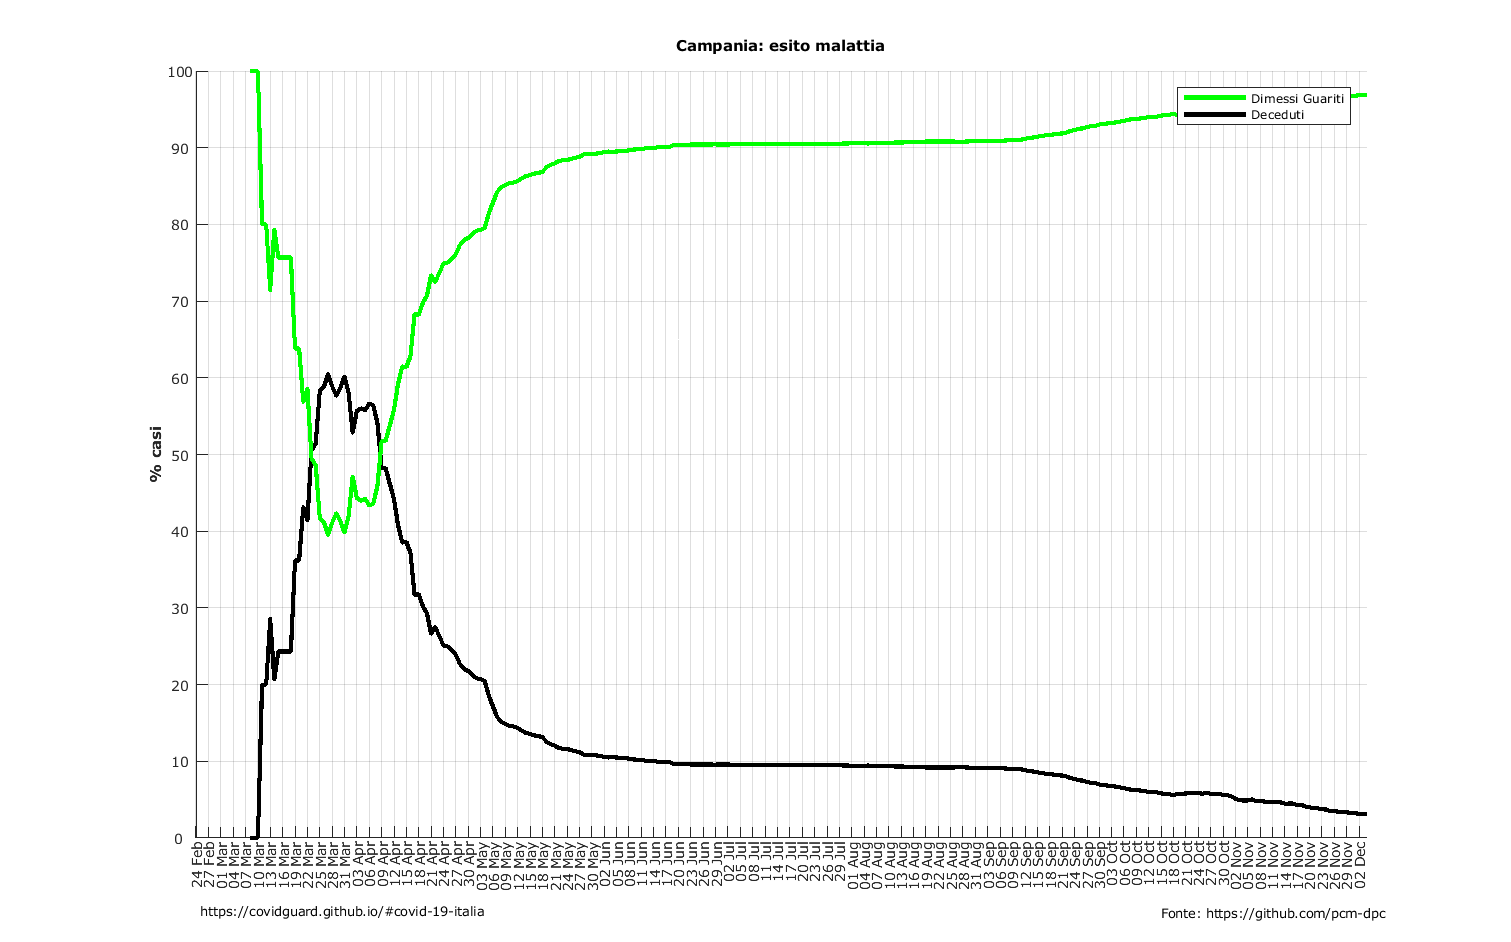 Campania: esito malattia
Dimessi Guariti
Deceduti
% casi
100
90
80
70
60
50
40
30
20
10
0
24 Feb
27 Feb
01 Mar
04 Mar
07 Mar
10 Mar
13 Mar
16 Mar
19 Mar
22 Mar
25 Mar
28 Mar
31 Mar
03 Apr
06 Apr
09 Apr
12 Apr
15 Apr
18 Apr
21 Apr
24 Apr
27 Apr
30 Apr
03 May
06 May
09 May
12 May
15 May
18 May
21 May
24 May
27 May
30 May
02 Jun
05 Jun
08 Jun
11 Jun
14 Jun
17 Jun
20 Jun
23 Jun
26 Jun
29 Jun
02 Jul
05 Jul
08 Jul
11 Jul
14 Jul
17 Jul
20 Jul
23 Jul
26 Jul
29 Jul
01 Aug
04 Aug
07 Aug
10 Aug
13 Aug
16 Aug
19 Aug
22 Aug
25 Aug
28 Aug
31 Aug
03 Sep
06 Sep
09 Sep
12 Sep
15 Sep
18 Sep
21 Sep
24 Sep
27 Sep
30 Sep
03 Oct
06 Oct
09 Oct
12 Oct
15 Oct
18 Oct
21 Oct
24 Oct
27 Oct
30 Oct
02 Nov
05 Nov
08 Nov
11 Nov
14 Nov
17 Nov
20 Nov
23 Nov
26 Nov
29 Nov
02 Dec
https://covidguard.github.io/#covid-19-italia
Fonte: https://github.com/pcm-dpc